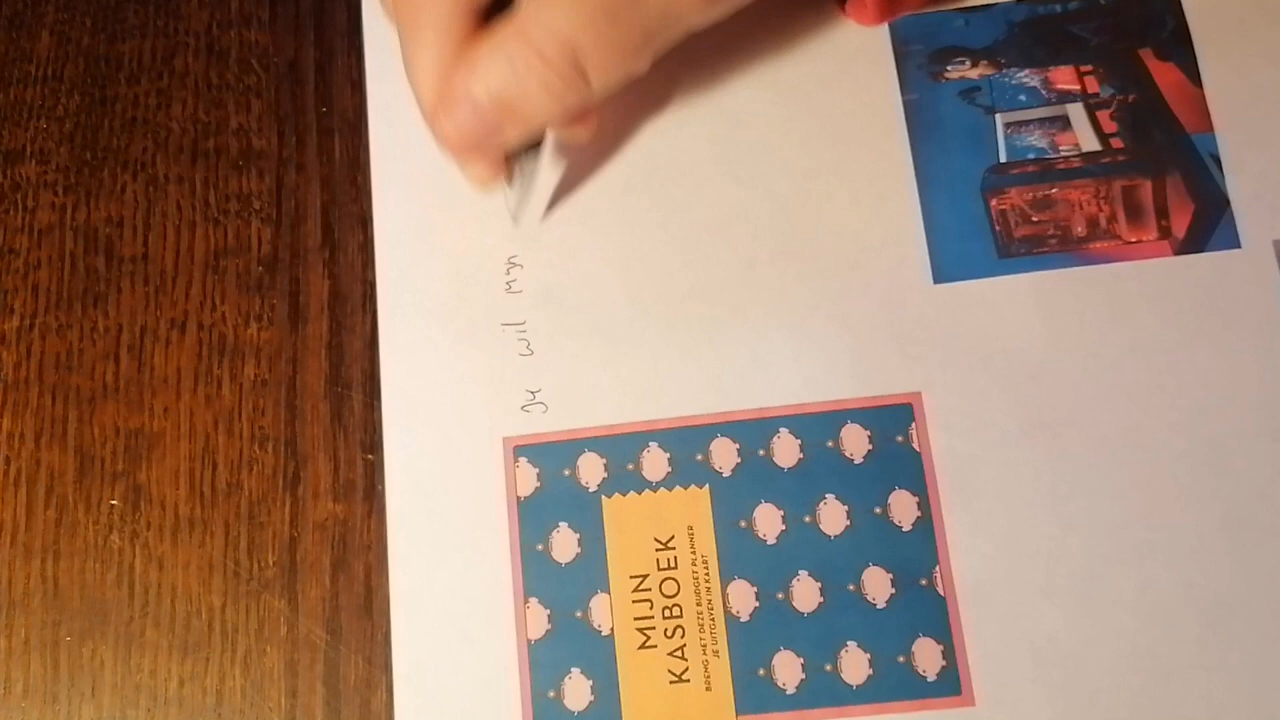 Ik wil mijn
MIJN
KASBOEK
BRENG MET DEZE BUDGET PLANNER
JE UITGAVEN IN KAART